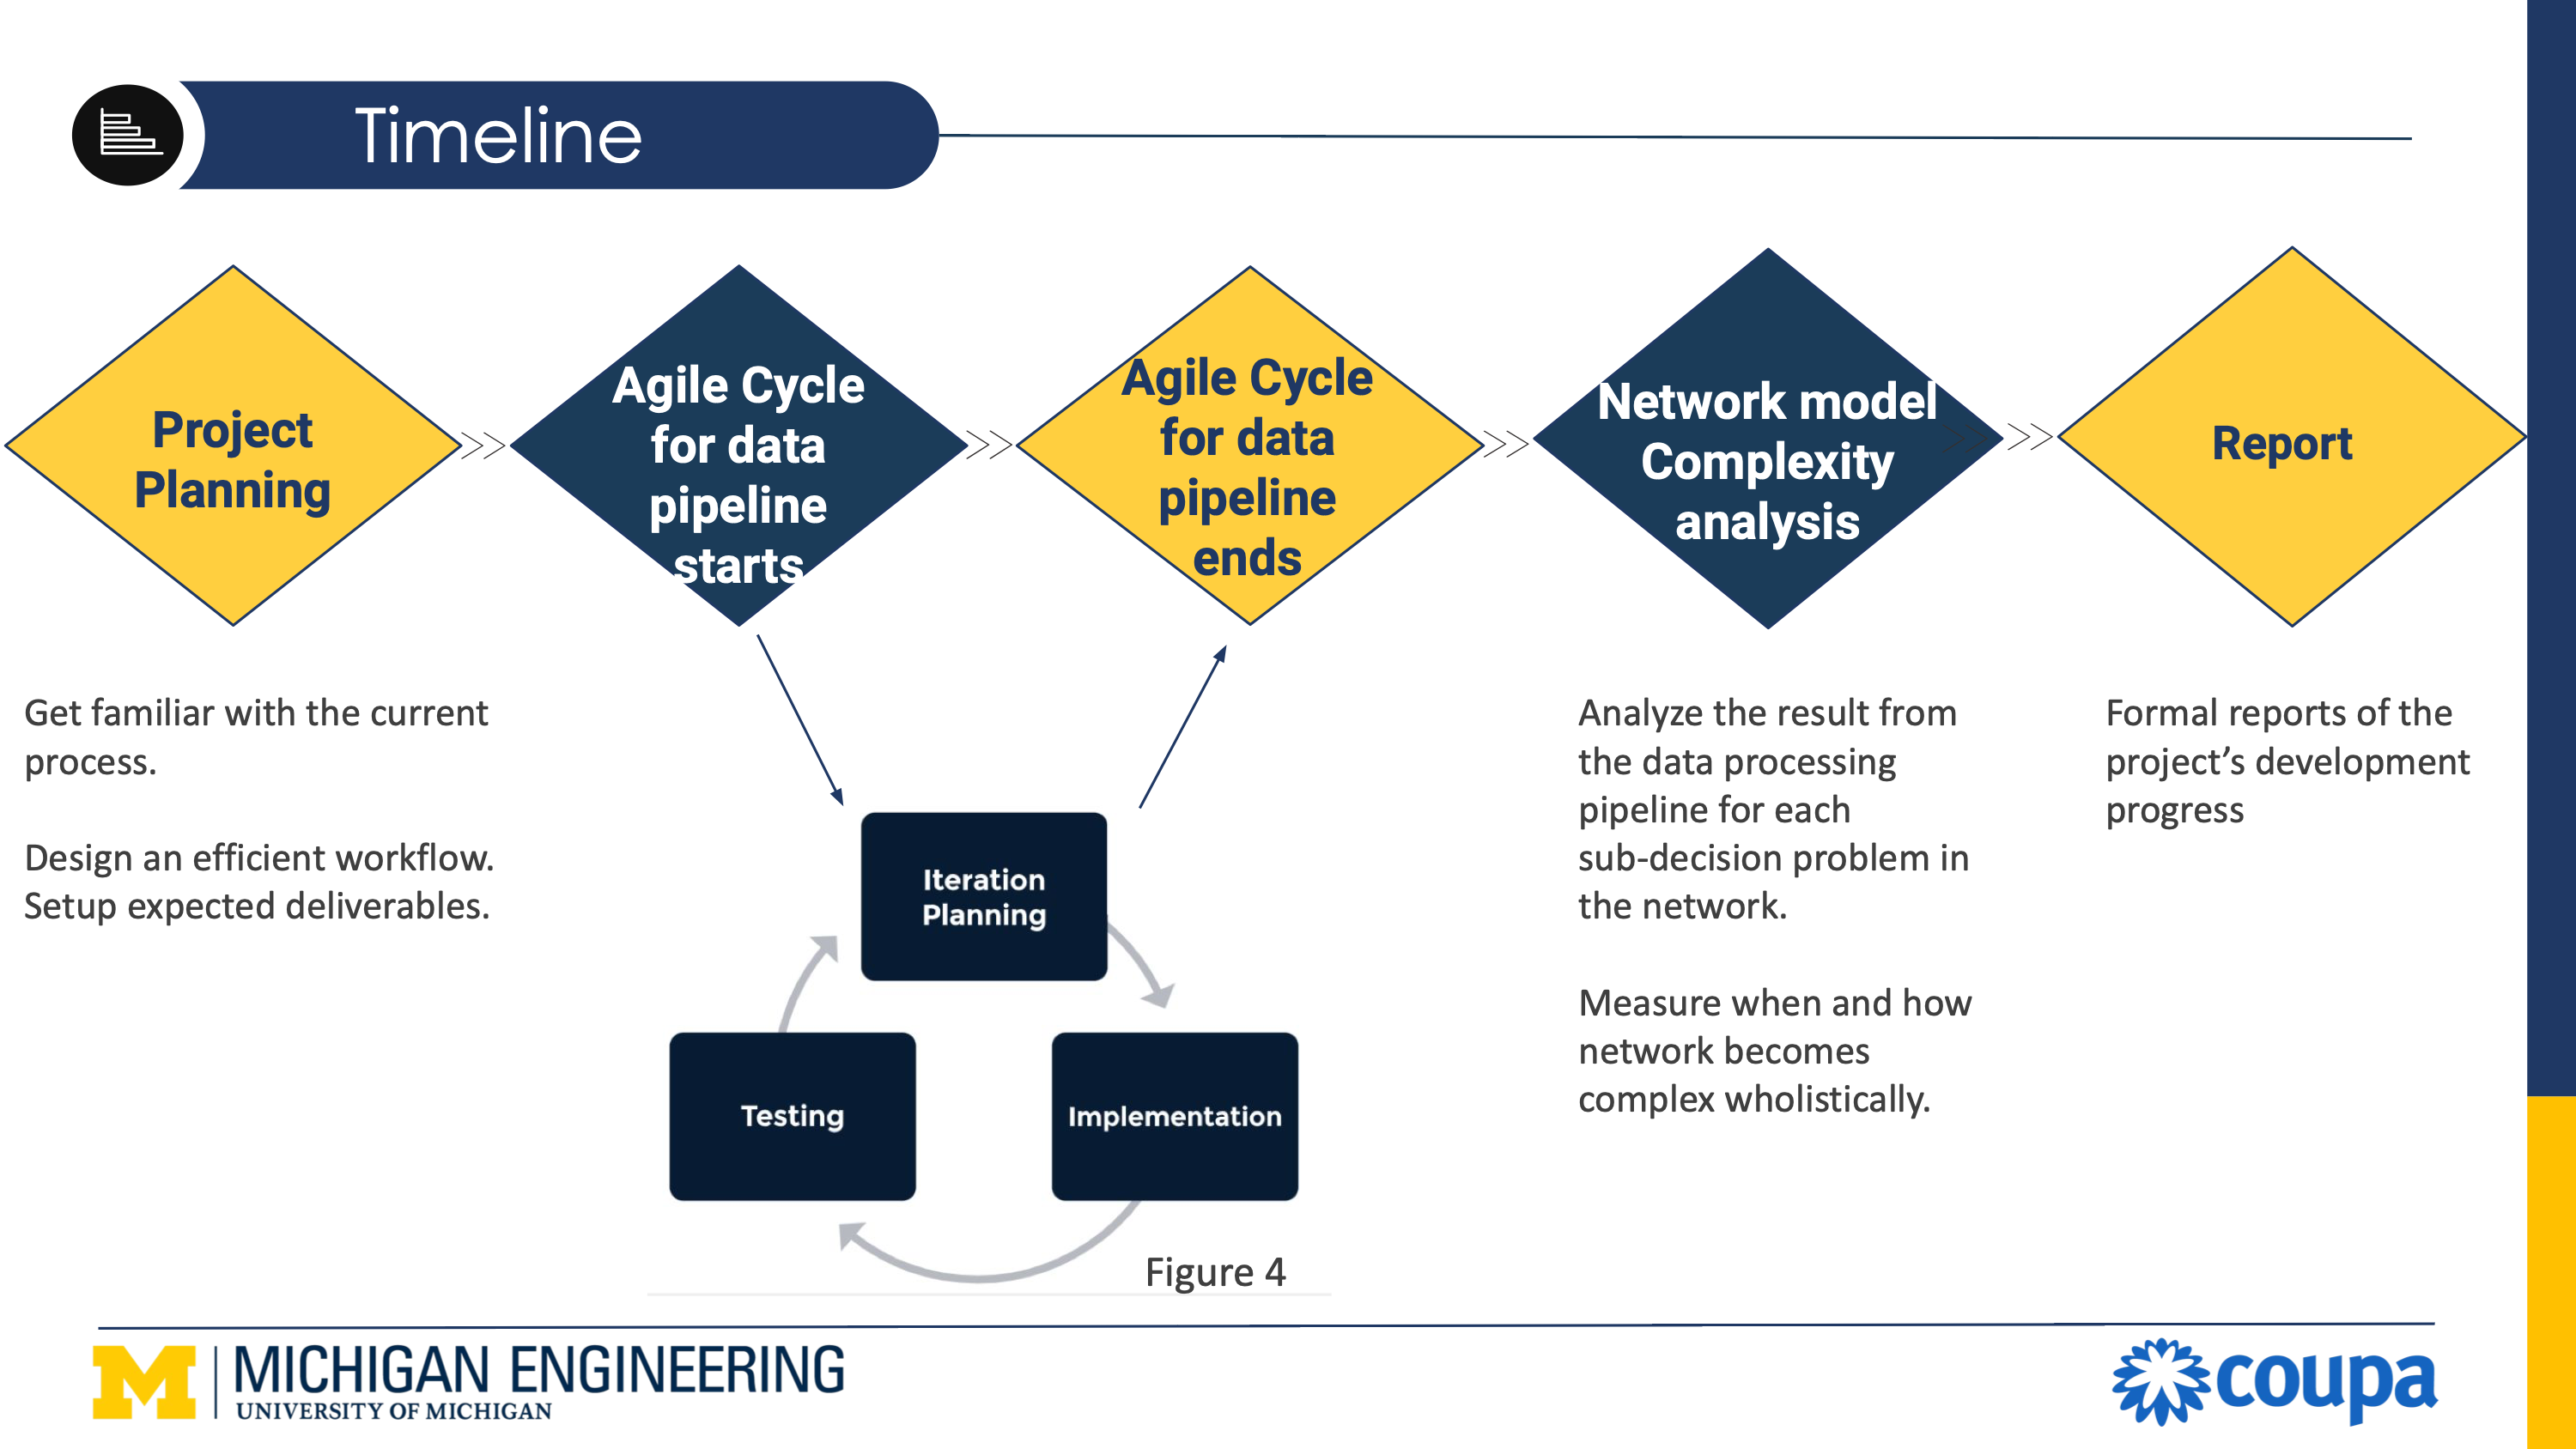 Timeline
Project
Planning
Agile Cycle
for data
pipeline
starts
Agile Cycle
for data
pipeline
ends
Network model
Complexity
analysis
Report
Get familiar with the current
process.
Design an efficient workflow.
Setup expected deliverables.
Iteration
Planning
Testing
Implementation
Figure 4
Analyze the result from
the data processing
pipeline for each
sub-decision problem in
the network.
Measure when and how
network becomes
complex wholistically.
Formal reports of the
project’s development
progress
M
MICHIGAN ENGINEERING
UNIVERSITY OF MICHIGAN
coupa